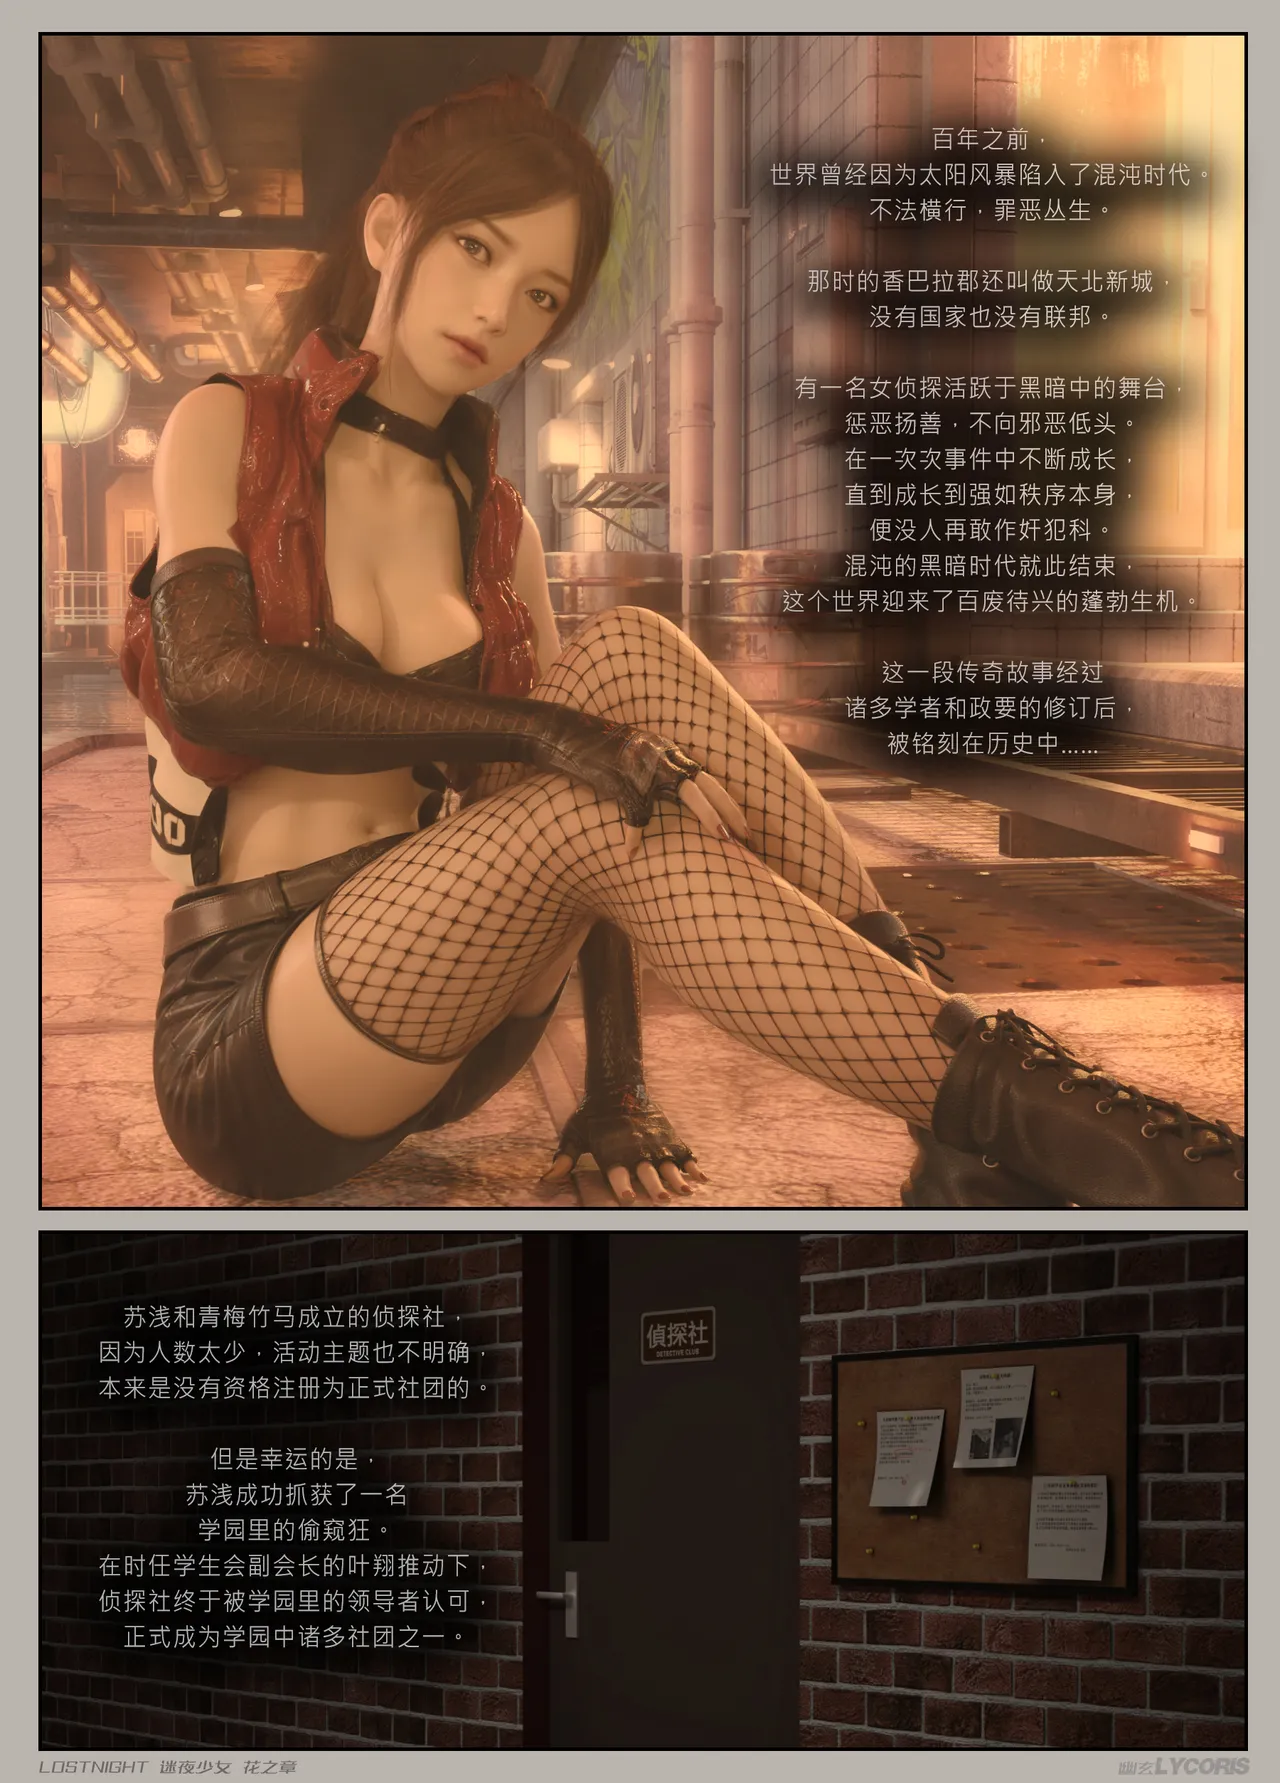 百年之前，
世界曾经因为太阳风暴陷入了混沌时代。
不法横行，罪恶丛生。
那时的香巴拉郡还叫做天北新城，
没有国家也没有联邦。
有一名女侦探活跃于黑暗中的舞台，
惩恶扬善，不向邪恶低头。
在一次次事件中不断成长，
直到成长到强如秩序本身，
便没人再敢作奸犯科。
混沌的黑暗时代就此结束，
这个世界迎来了百废待兴的蓬勃生机。
这一段传奇故事经过
诸多学者和政要的修订后，
被铭刻在历史中……
苏浅和青梅竹马成立的侦探社，
因为人数太少，活动主题也不明确，
本来是没有资格注册为正式社团的。
但是幸运的是，
苏浅成功抓获了一名
学园里的偷窥狂。
在时任学生会副会长的叶翔推动下，
侦探社终于被学园里的领导者认可，
正式成为学园中诸多社团之一。
偵探社
DETECTIVE CLUB
LOSTNIGHT 迷夜少女 花之章
幽玄LYCORIS